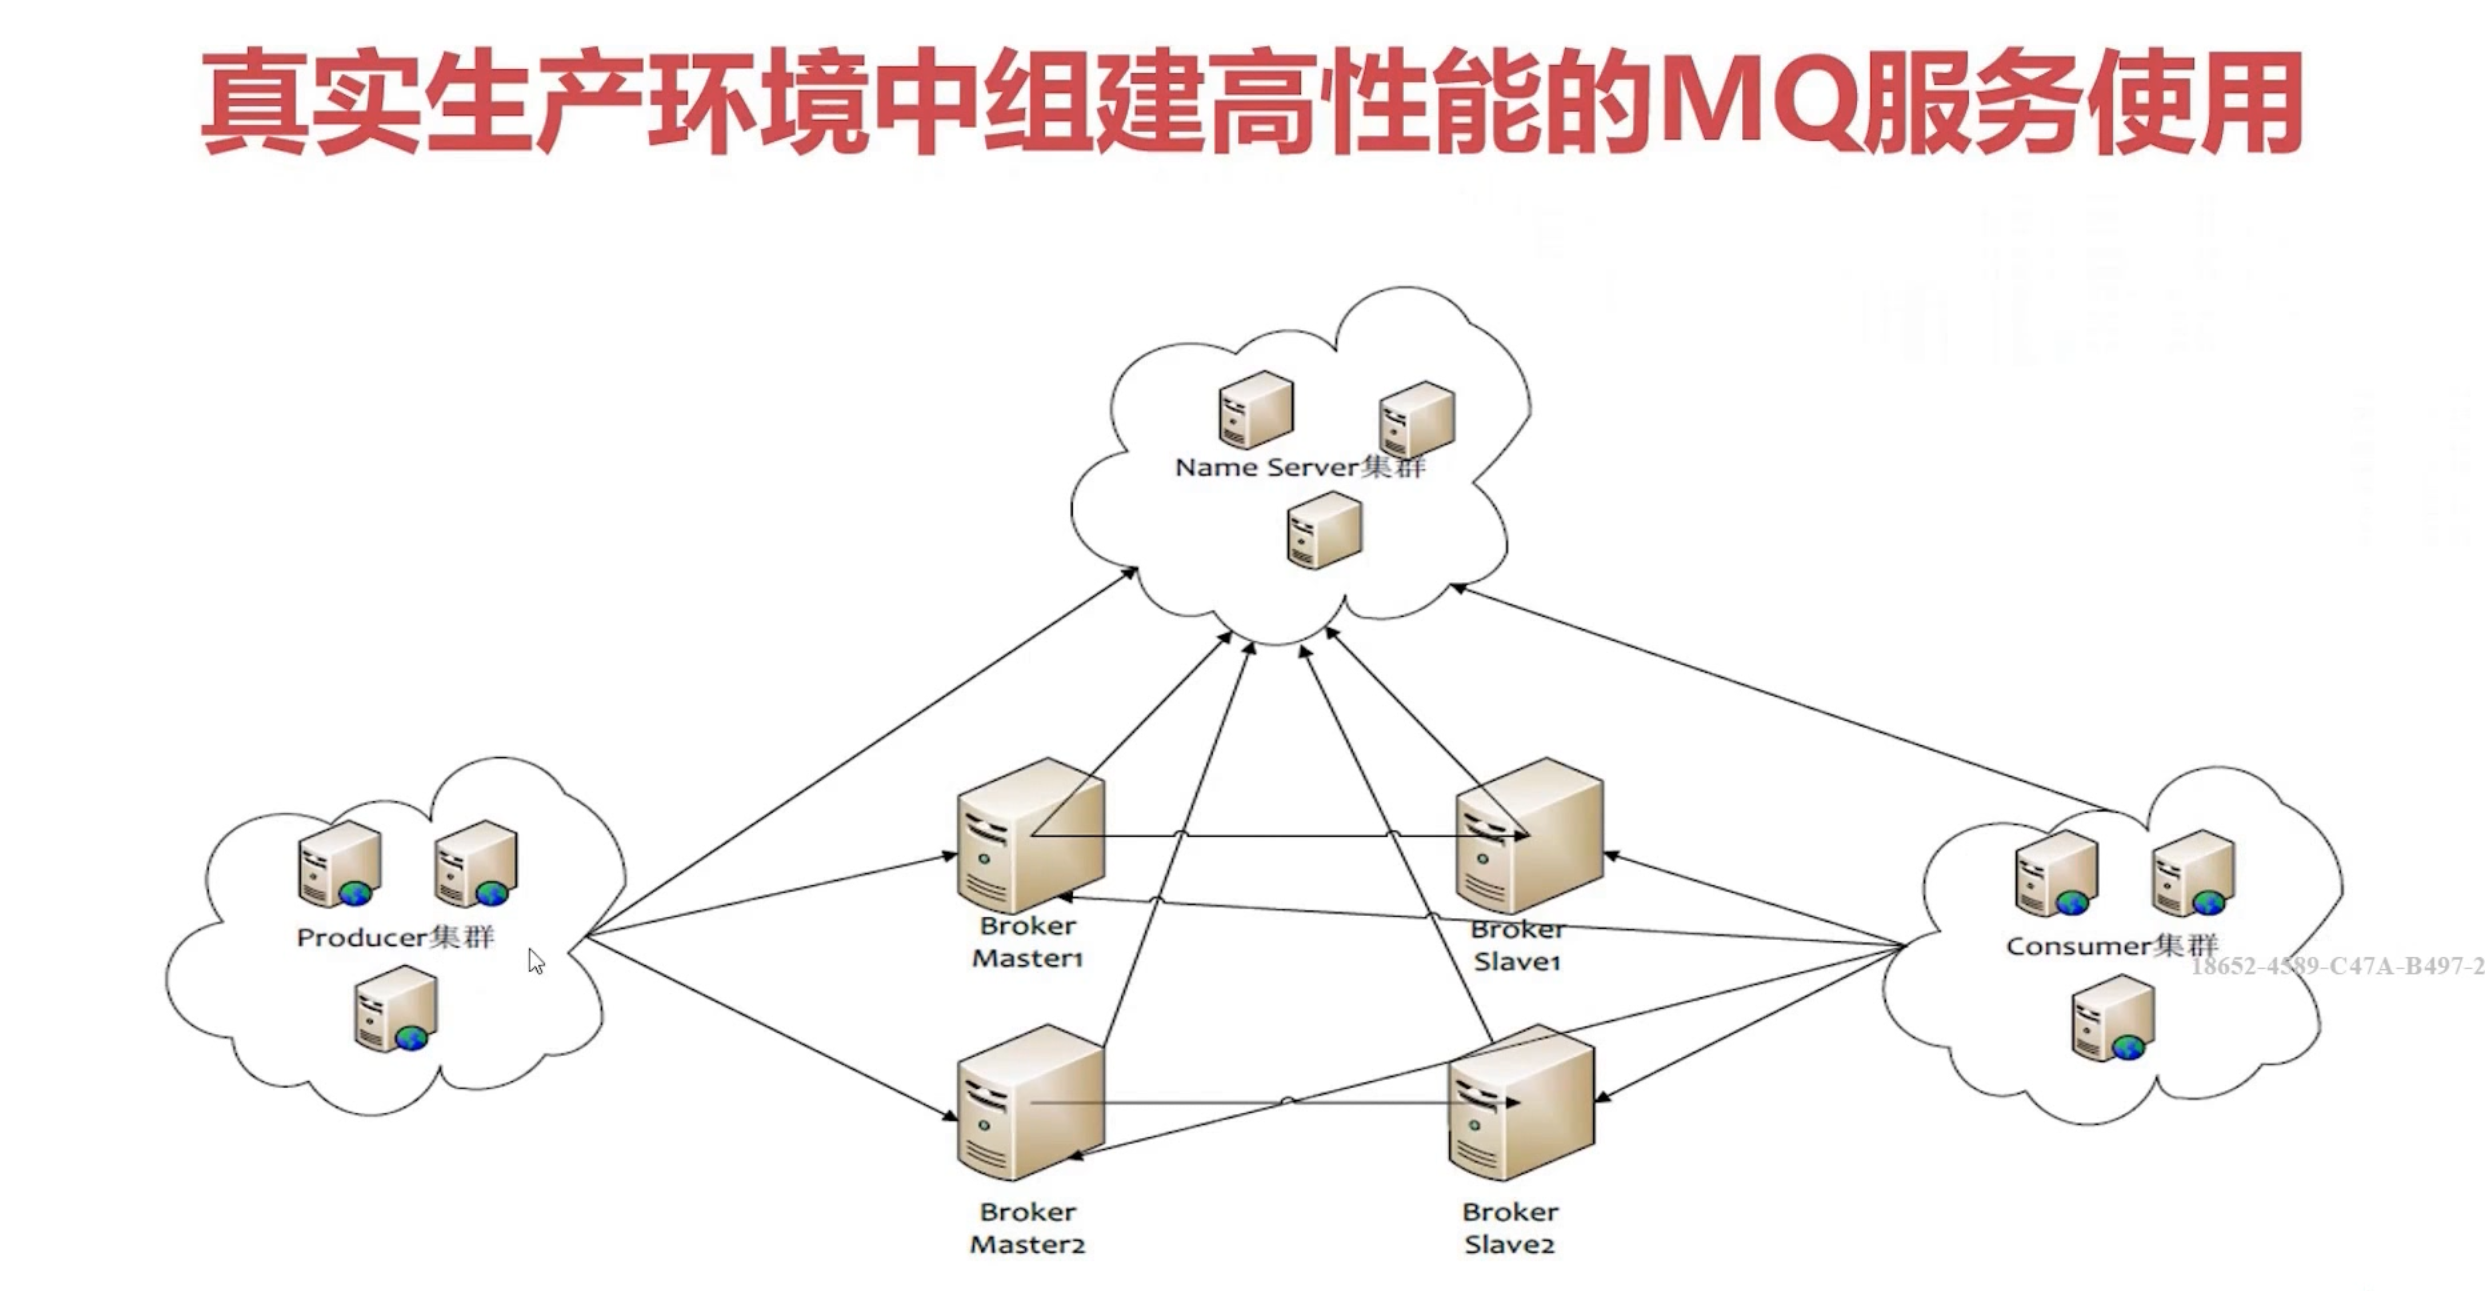 真实生产环境中组建高性能的MQ服务使用
Name Server集群
Producer集群
Broker
Master1
Broker
Slave1
Consumer集群
18652-4589-C47A-B497-2
Broker
Master2
Broker
Slave2